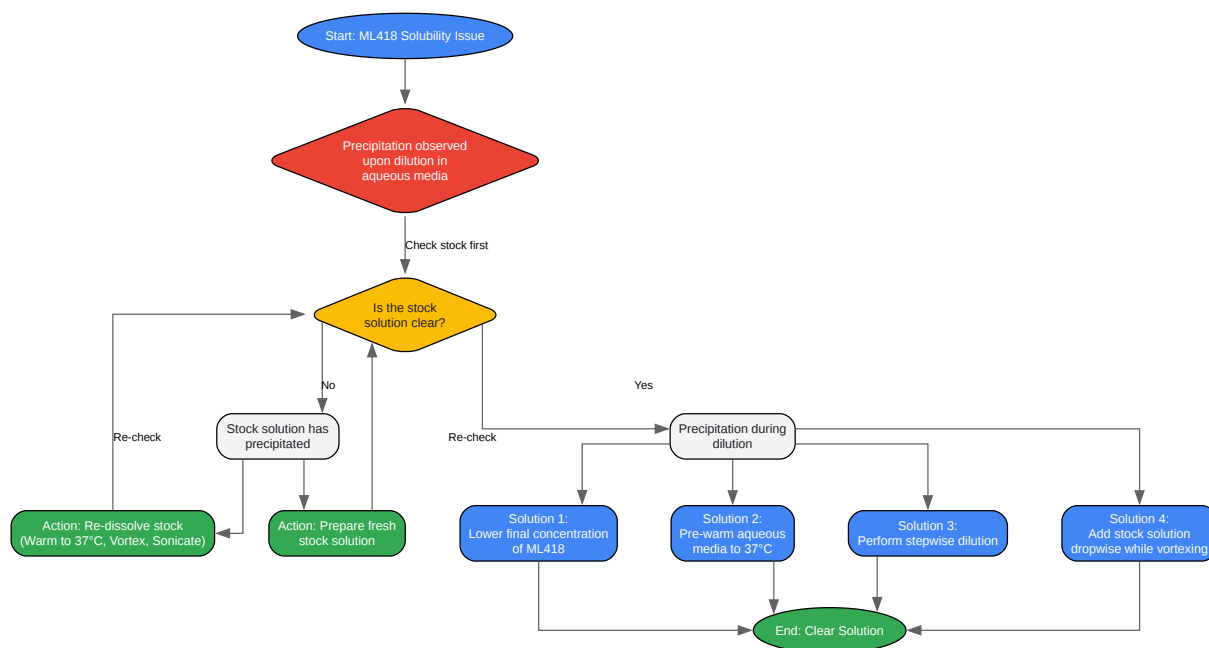 Start: ML418 Solubility Issue
Precipitation observed
upon dilution in
aqueous media
Check stock first
Is the stock
solution clear?
No
Yes
Re-check
Re-check
Stock solution has
precipitated
Precipitation during
dilution
Action: Re-dissolve stock
(Warm to 37°C, Vortex, Sonicate)
Action: Prepare fresh
stock solution
Solution 1:
Lower final concentration
of ML418
Solution 2:
Pre-warm aqueous
media to 37°C
Solution 3:
Perform stepwise dilution
Solution 4:
Add stock solution
dropwise while vortexing
End: Clear Solution